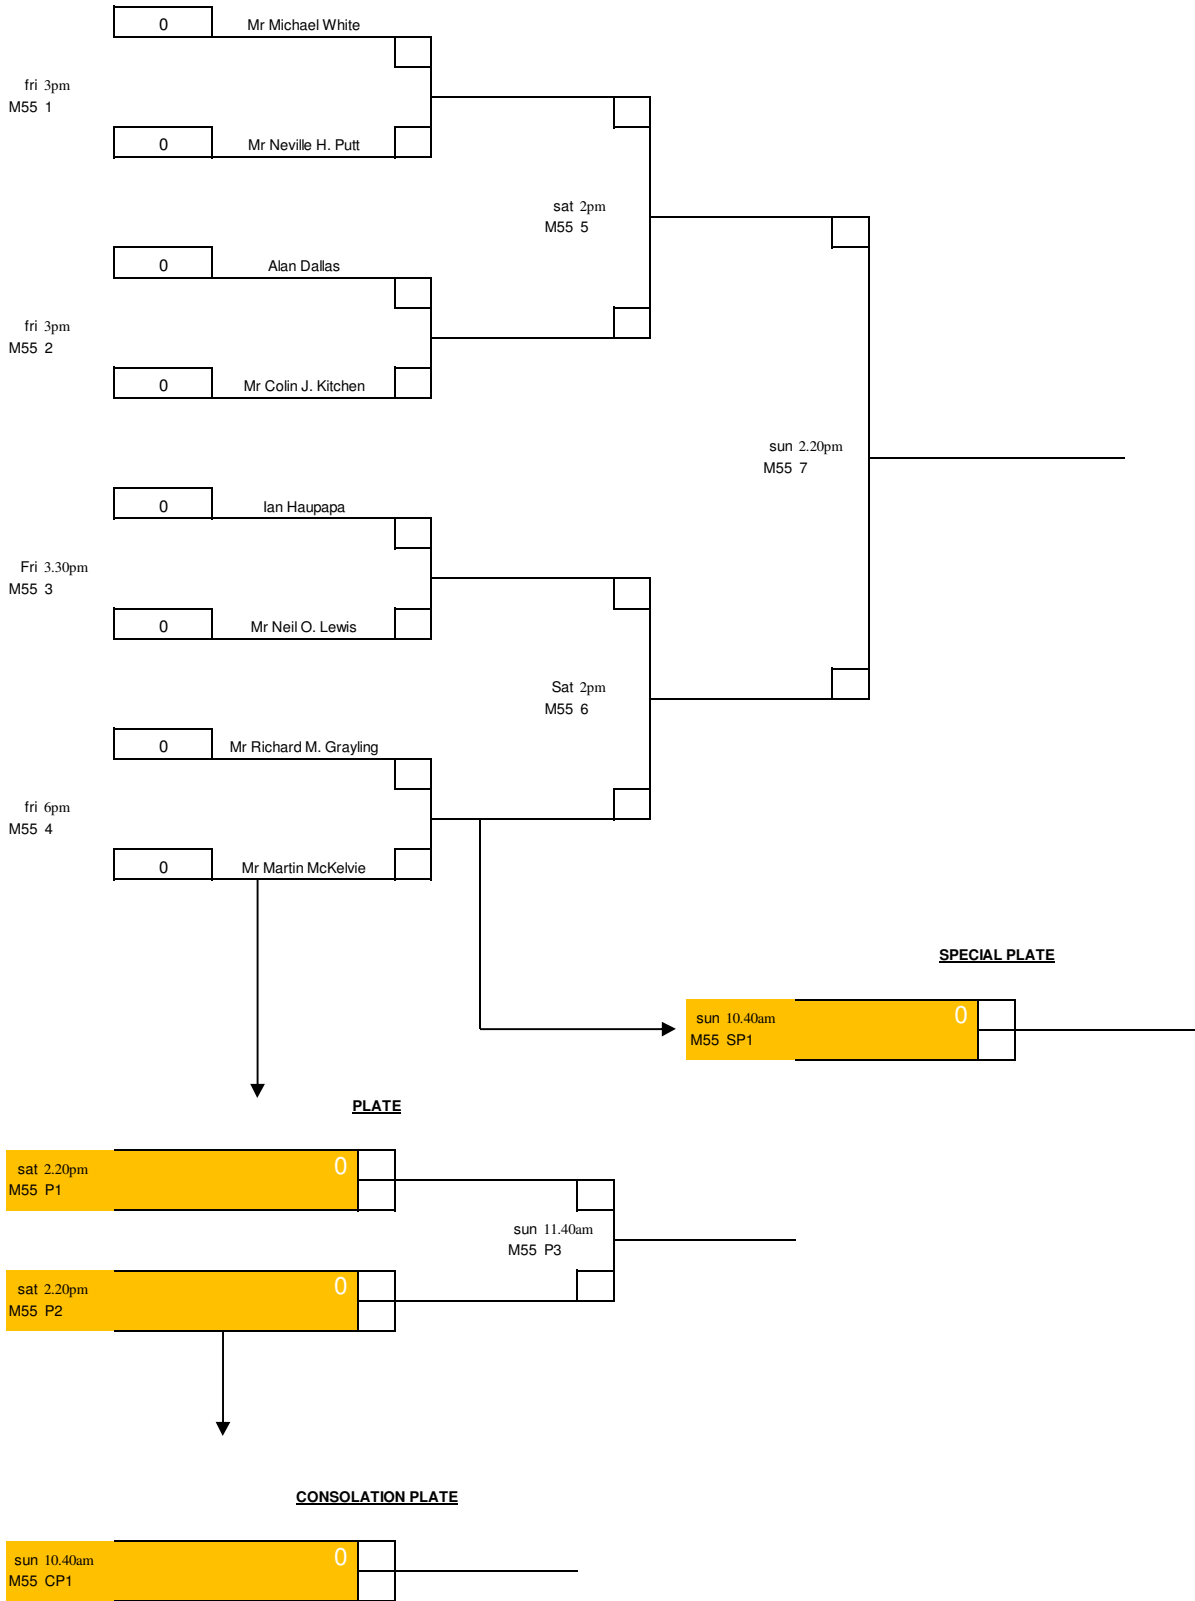 0 Mr Michael White
fri 3pm
M55 1
0 Mr Neville H. Putt
sat 2pm
M55 5
0 Alan Dallas
fri 3pm
M55 2
0 Mr Colin J. Kitchen
sun 2.20pm
M55 7
0 Ian Haupapa
Fri 3.30pm
M55 3
0 Mr Neil O. Lewis
Sat 2pm
M55 6
0 Mr Richard M. Grayling
fri 6pm
M55 4
0 Mr Martin McKelvie
SPECIAL PLATE
sun 10.40am 0
M55 SP1
PLATE
sat 2.20pm 0
M55 P1
sun 11.40am
M55 P3
sat 2.20pm 0
M55 P2
CONSOLATION PLATE
sun 10.40am 0
M55 CP1